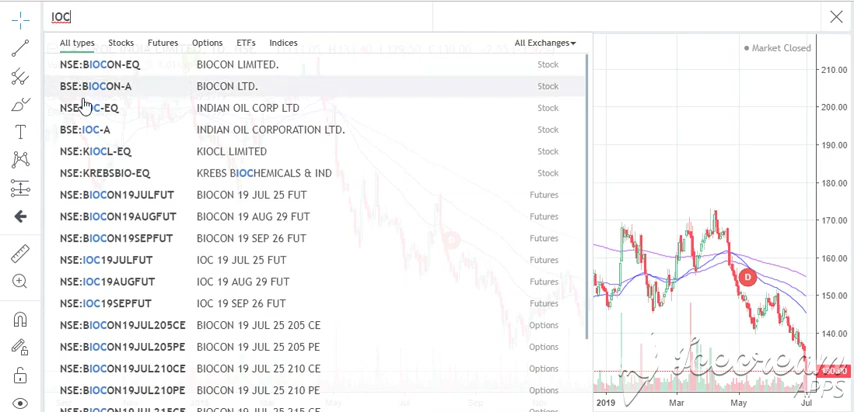 IOC
All types Stocks Futures Options ETFs Indices All Exchanges
Market Closed
NSE:BIOCON-EQ BIOCON LIMITED. Stock
BSE:BIOCON-A BIOCON LTD. Stock
NSE:IOC-EQ INDIAN OIL CORP LTD Stock
BSE:IOC-A INDIAN OIL CORPORATION LTD. Stock
NSE:KIOCL-EQ KIOCL LIMITED Stock
NSE:KREBSBIO-EQ KREBS BIOCHEMICALS & IND Stock
NSE:BIOCON19JULFUT BIOCON 19 JUL 25 FUT Futures
NSE:BIOCON19AUGFUT BIOCON 19 AUG 29 FUT Futures
NSE:BIOCON19SEPFUT BIOCON 19 SEP 26 FUT Futures
NSE:IOC19JULFUT IOC 19 JUL 25 FUT Futures
NSE:IOC19AUGFUT IOC 19 AUG 29 FUT Futures
NSE:IOC19SEPFUT IOC 19 SEP 26 FUT Futures
NSE:BIOCON19JUL205CE BIOCON 19 JUL 25 205 CE Options
NSE:BIOCON19JUL205PE BIOCON 19 JUL 25 205 PE Options
NSE:BIOCON19JUL210CE BIOCON 19 JUL 25 210 CE Options
NSE:BIOCON19JUL210PE BIOCON 19 JUL 25 210 PE Options
210.00
200.00
190.00
180.00
170.00
160.00
150.00
140.00
D
2019 Mar May Jul
Icecream
APPS